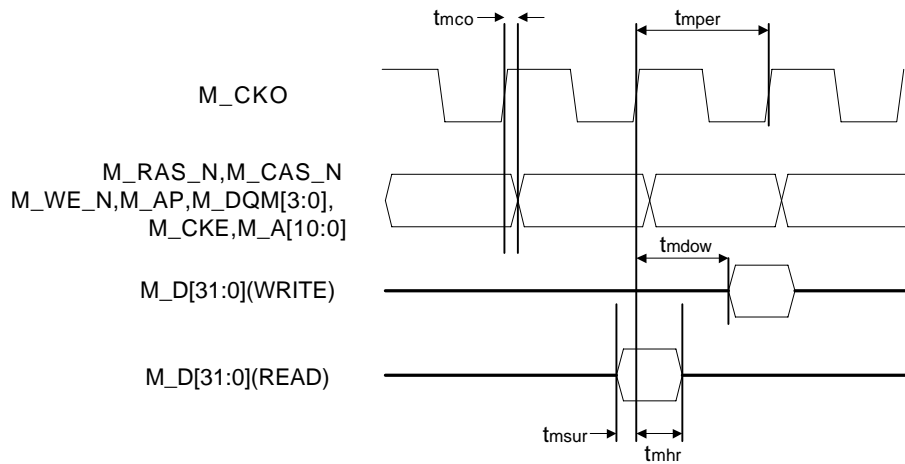 tmco
tmper
M_CKO
M_RAS_N,M_CAS_N
M_WE_N,M_AP,M_DQM[3:0],
M_CKE,M_A[10:0]
tmdow
M_D[31:0](WRITE)
M_D[31:0](READ)
tmsur
tmhr